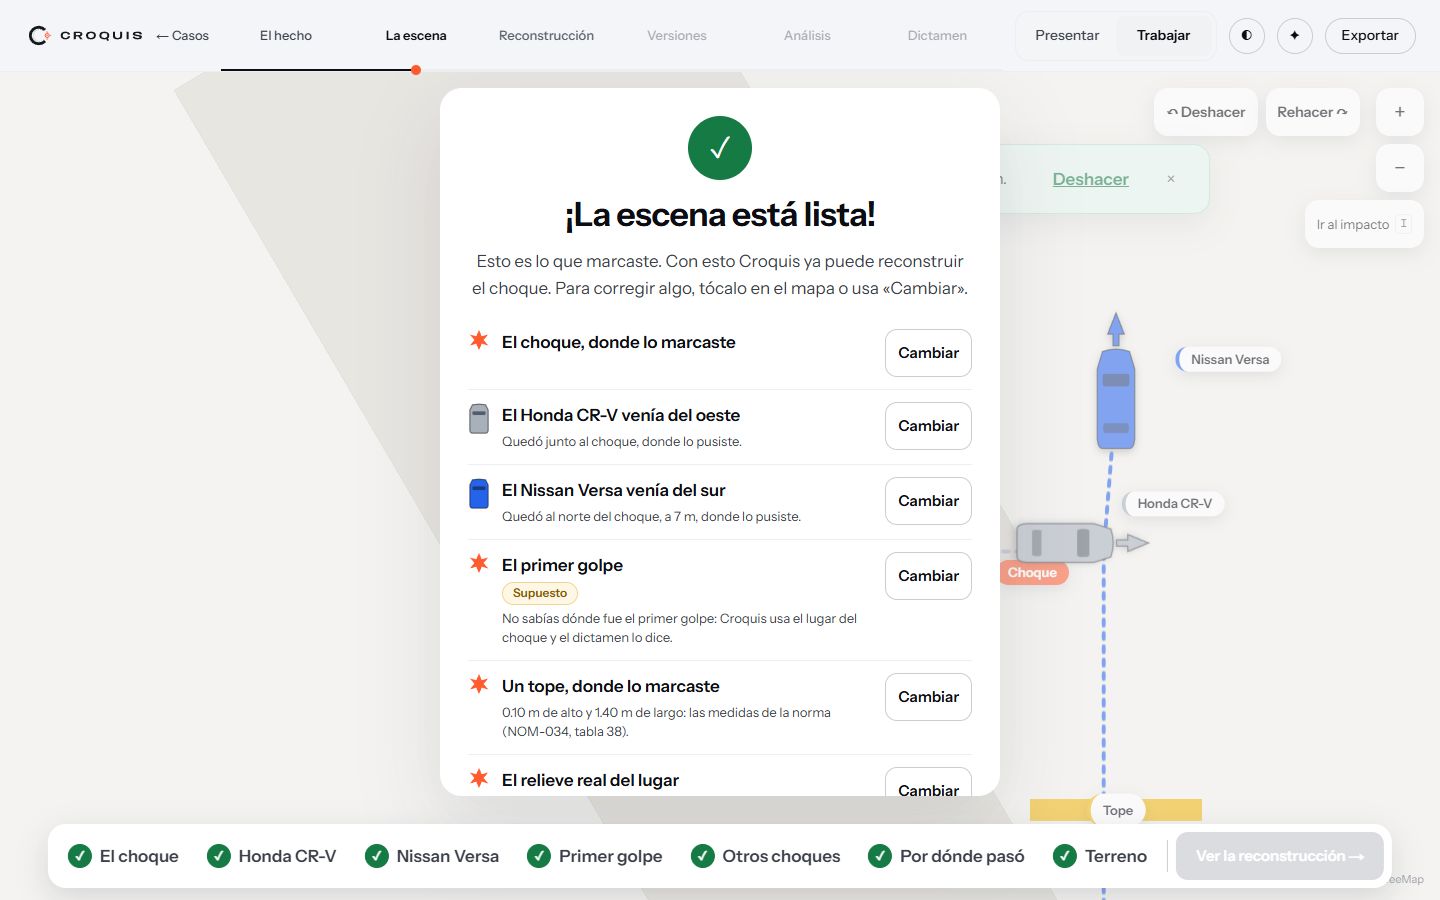 CROQUIS
← Casos
El hecho
La escena
Reconstrucción
Versiones
Análisis
Dictamen
Presentar
Trabajar
Exportar
Deshacer
Rehacer
+
Deshacer
×
−
Ir al impacto I
✓
¡La escena está lista!
Esto es lo que marcaste. Con esto Croquis ya puede reconstruir
el choque. Para corregir algo, tócalo en el mapa o usa «Cambiar».
El choque, donde lo marcaste
Cambiar
El Honda CR-V venía del oeste
Quedó junto al choque, donde lo pusiste.
Cambiar
El Nissan Versa venía del sur
Quedó al norte del choque, a 7 m, donde lo pusiste.
Cambiar
El primer golpe
Supuesto
No sabías dónde fue el primer golpe: Croquis usa el lugar del
choque y el dictamen lo dice.
Cambiar
Un tope, donde lo marcaste
0.10 m de alto y 1.40 m de largo: las medidas de la norma
(NOM-034, tabla 38).
Cambiar
El relieve real del lugar
Cambiar
Nissan Versa
Honda CR-V
Choque
Tope
El choque
Honda CR-V
Nissan Versa
Primer golpe
Otros choques
Por dónde pasó
Terreno
Ver la reconstrucción →